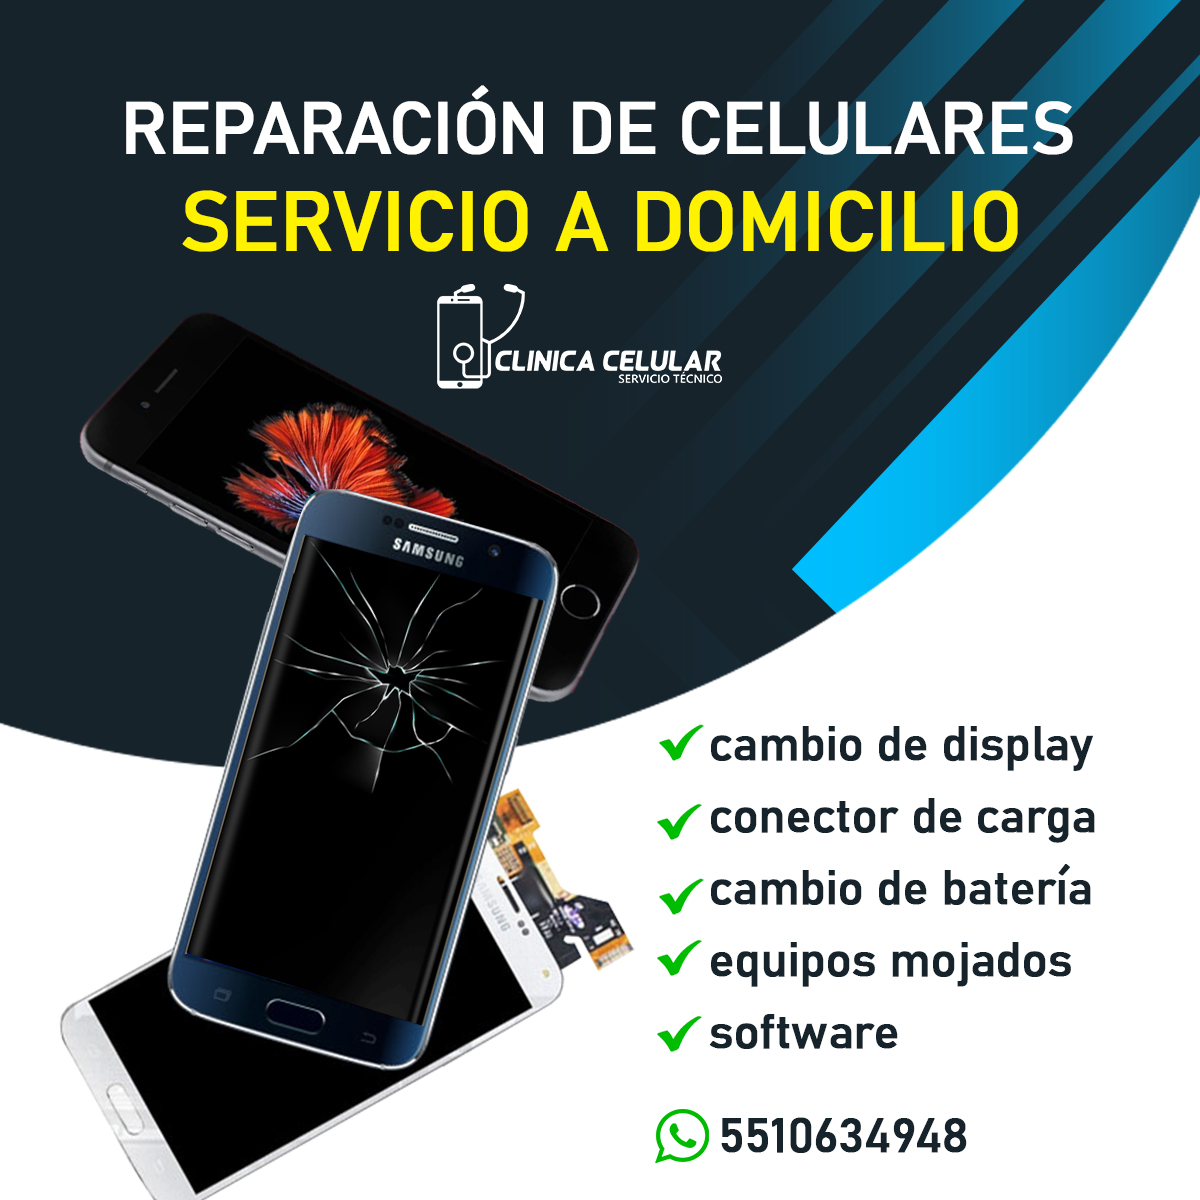 REPARACIÓN DE CELULARES
SERVICIO A DOMICILIO
CLINICA CELULAR
SERVICIO TÉCNICO
SAMSUNG
SAMSUNG
cambio de display
conector de carga
cambio de batería
equipos mojados
software
5510634948